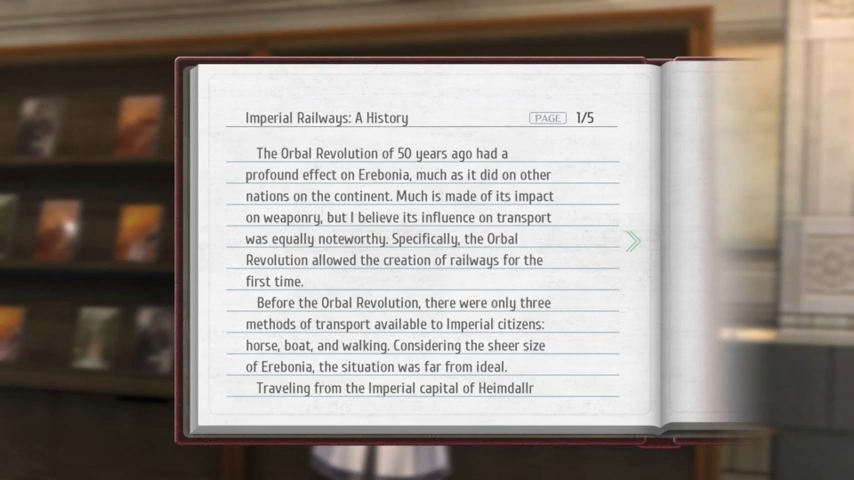 Imperial Railways: A History PAGE 1/5
The Orbal Revolution of 50 years ago had a
profound effect on Erebonia, much as it did on other
nations on the continent. Much is made of its impact
on weaponry, but I believe its influence on transport
was equally noteworthy. Specifically, the Orbal
Revolution allowed the creation of railways for the
first time.
Before the Orbal Revolution, there were only three
methods of transport available to Imperial citizens:
horse, boat, and walking. Considering the sheer size
of Erebonia, the situation was far from ideal.
Traveling from the Imperial capital of Heimdallr